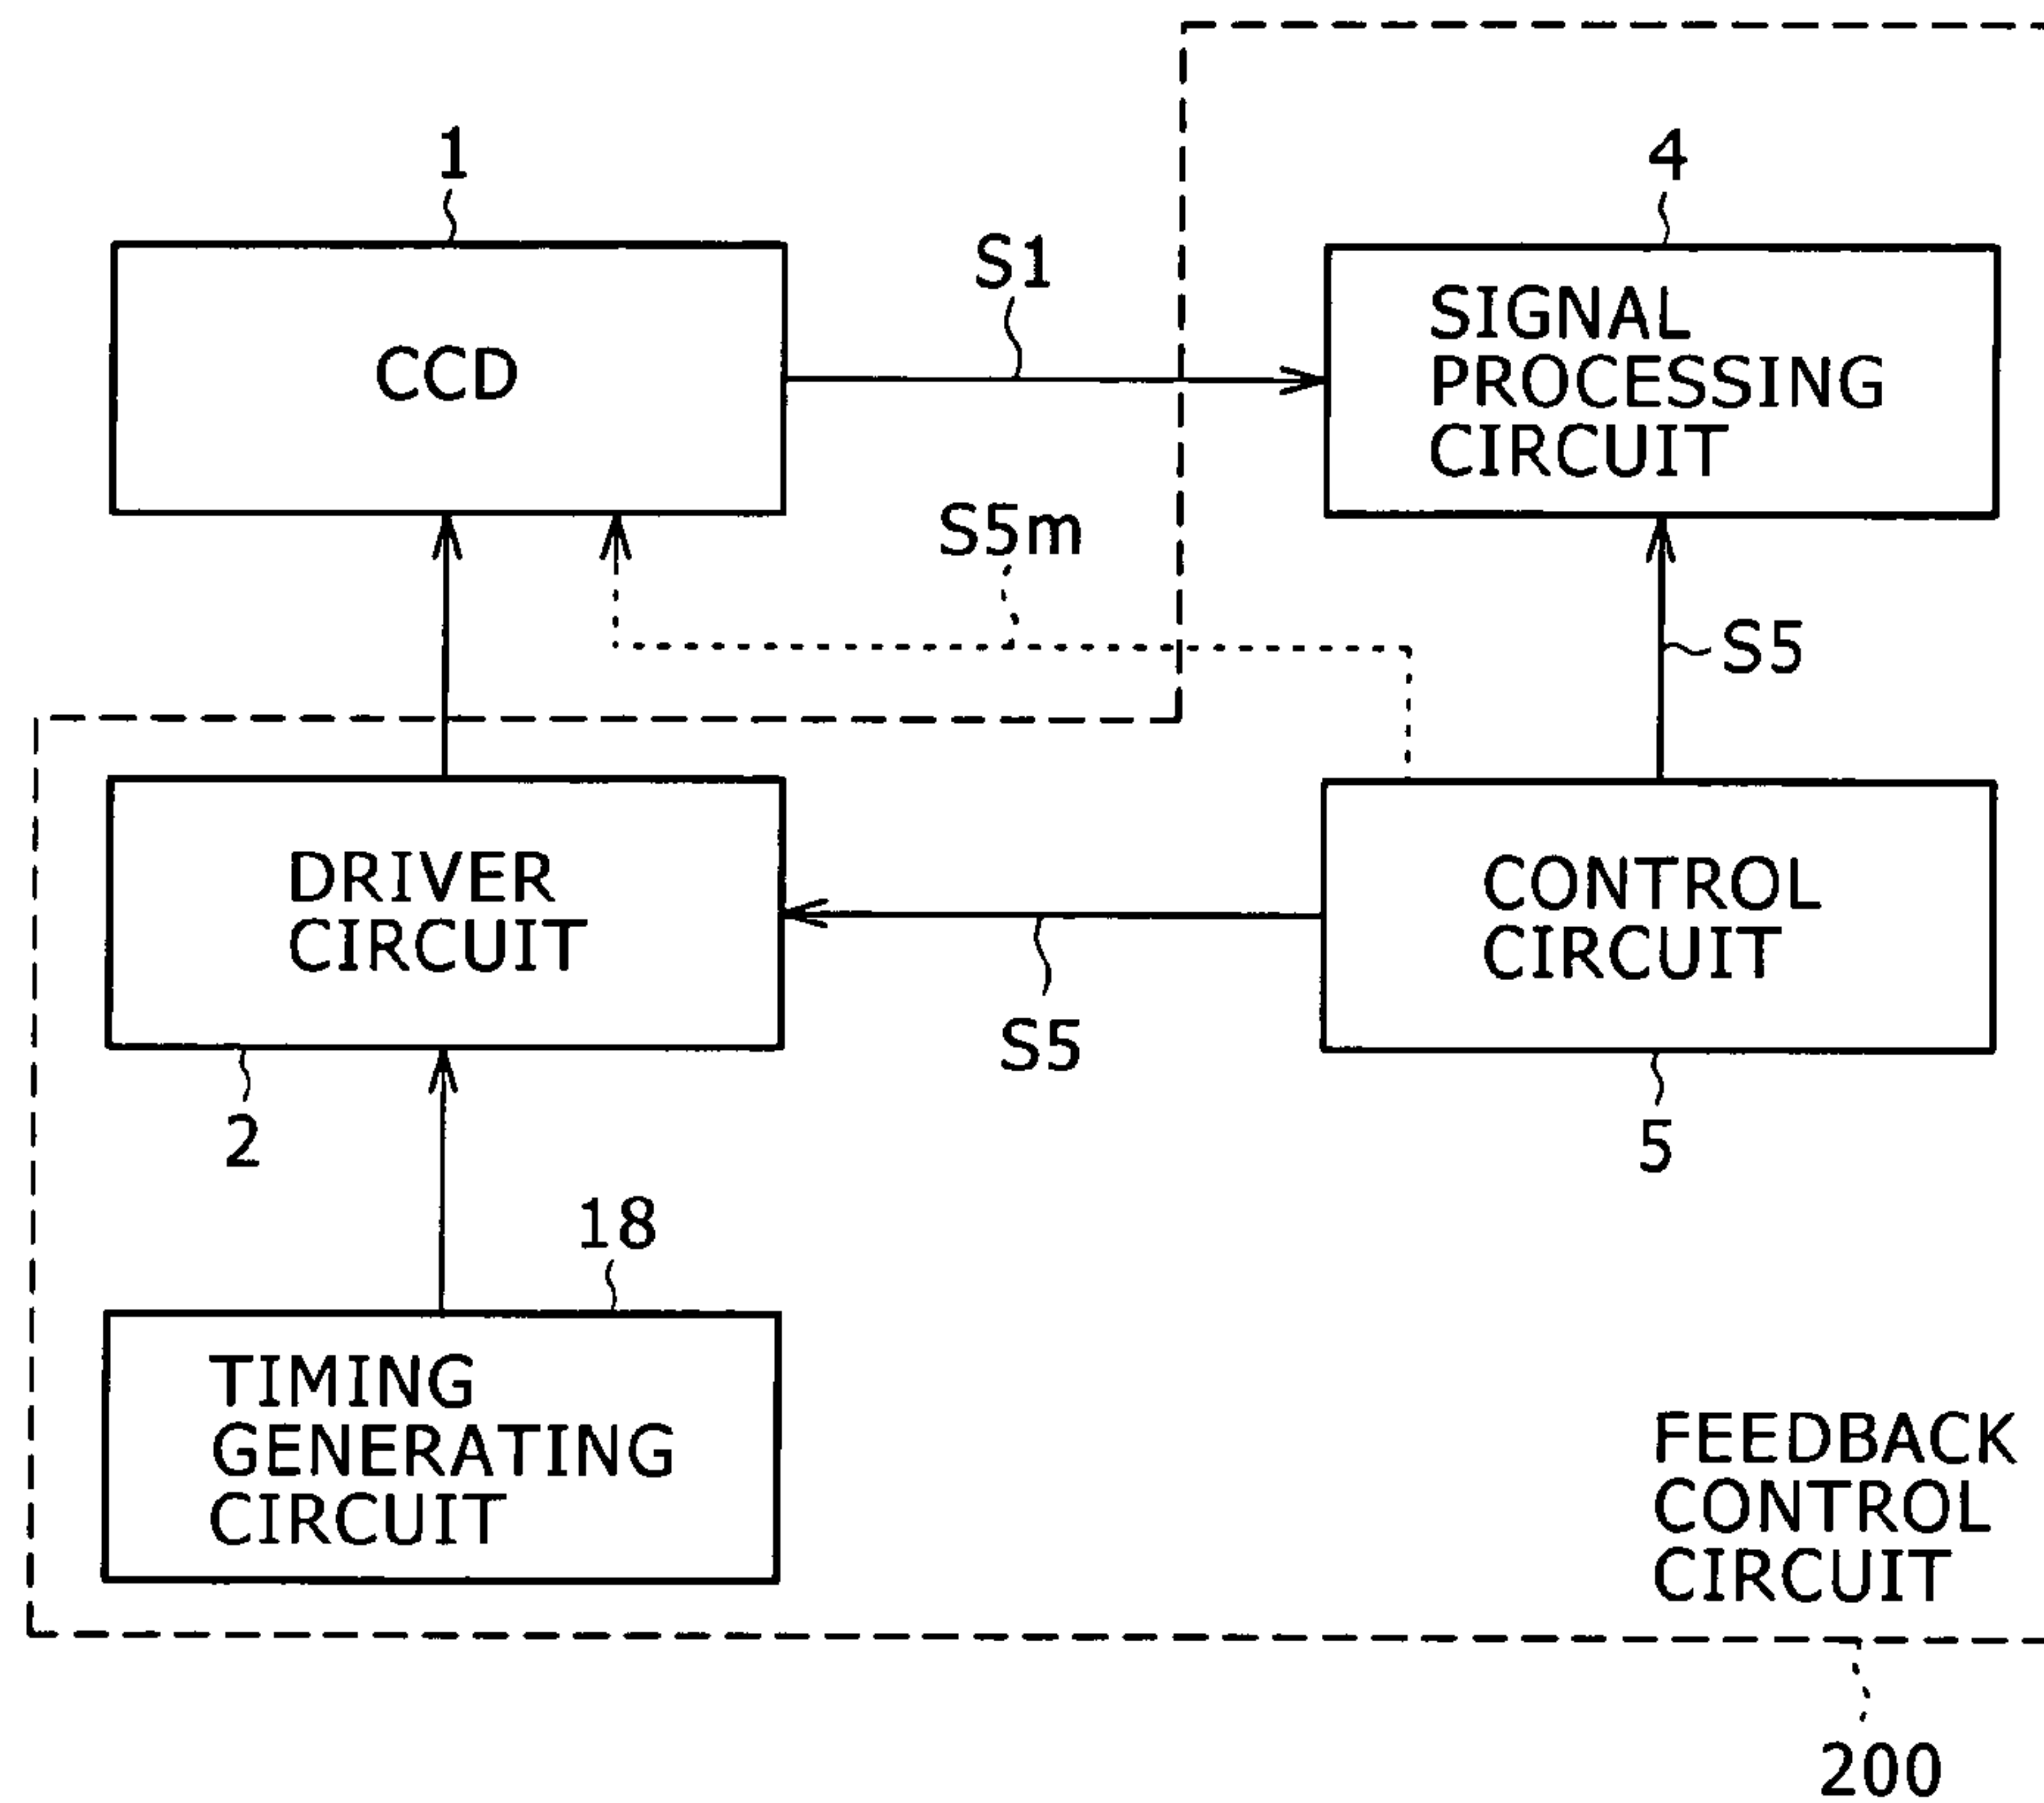 1
4
S1
CCD
SIGNAL
PROCESSING
CIRCUIT
S5m
S5
DRIVER
CIRCUIT
CONTROL
CIRCUIT
S5
2
5
18
TIMING
GENERATING
CIRCUIT
FEEDBACK
CONTROL
CIRCUIT
200